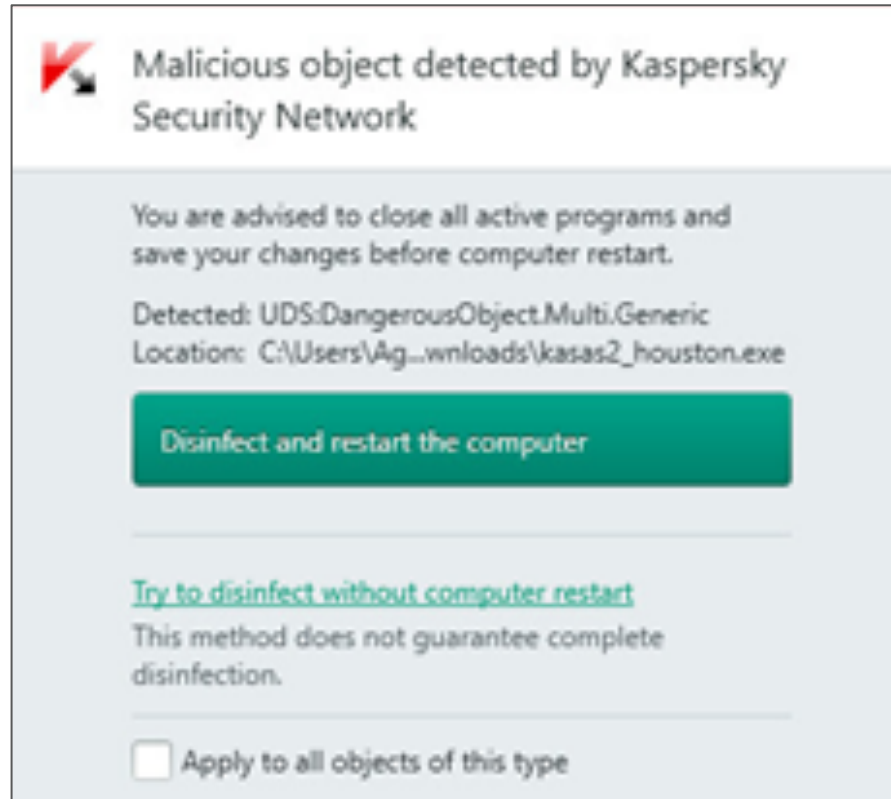 Malicious object detected by Kaspersky
Security Network
You are advised to close all active programs and
save your changes before computer restart.
Detected: UDS:DangerousObject.Multi.Generic
Location: C:\Users\Ag...wnloads\kasas2_houston.exe
Disinfect and restart the computer
Try to disinfect without computer restart
This method does not guarantee complete
disinfection.
Apply to all objects of this type